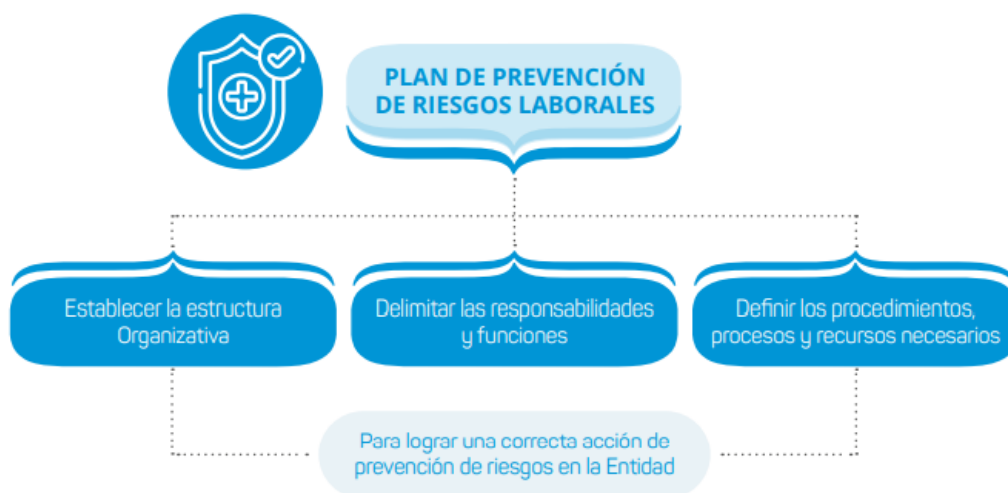 PLAN DE PREVENCIÓN
DE RIESGOS LABORALES
Establecer la estructura
Organizativa
Delimitar las responsabilidades
y funciones
Definir los procedimientos,
procesos y recursos necesarios
Para lograr una correcta acción de
prevención de riesgos en la Entidad